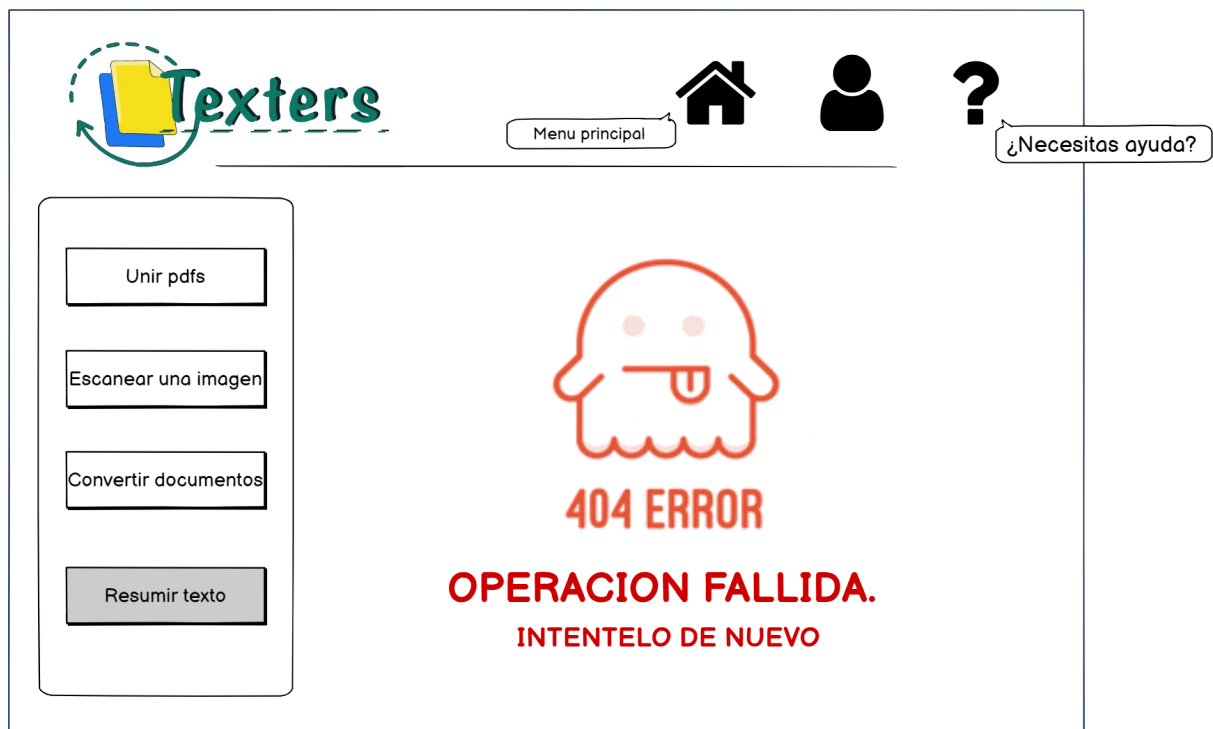 Texters
Menu principal
?
¿Necesitas ayuda?
Unir pdfs
Escanear una imagen
Convertir documentos
Resumir texto
404 ERROR
OPERACION FALLIDA.
INTENTELO DE NUEVO